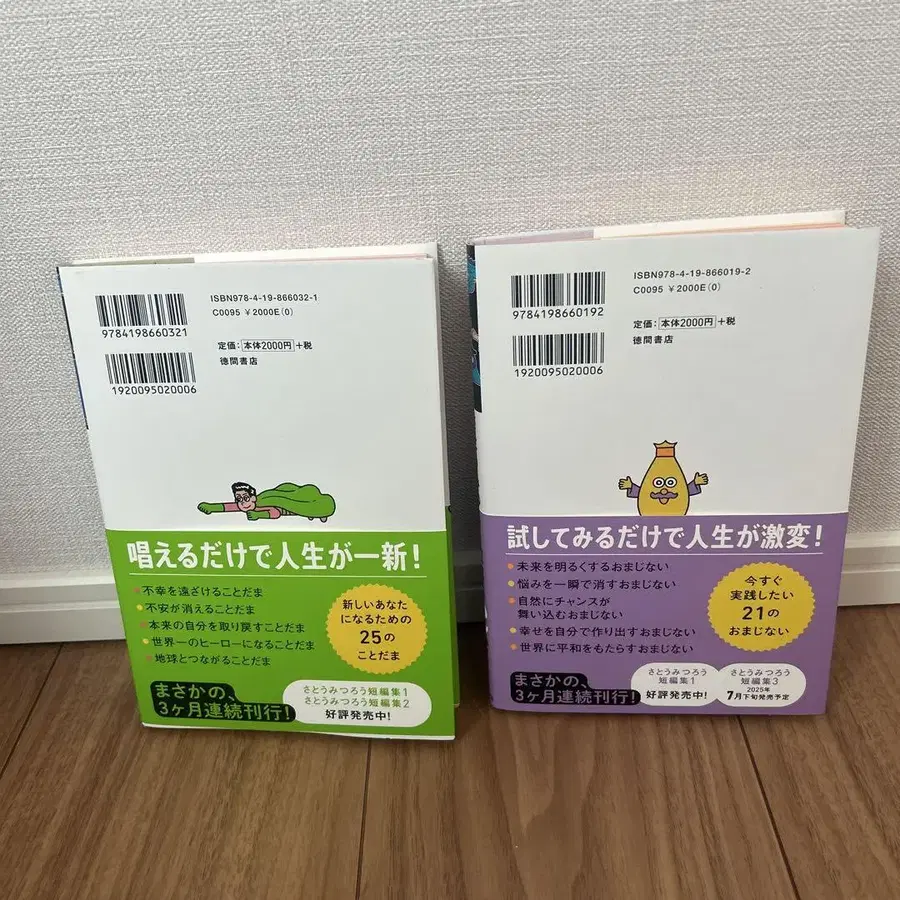 ISBN978-4-19-866032-1
C0095 ¥2000E(0)
9784198660321
定価:本体2000円+税
徳間書店
1920095020006
唱えるだけで人生が一新!
不幸を遠ざけることだま
不安が消えることだま
本来の自分を取り戻すことだま
世界一のヒーローになることだま
地球とつながることだま
新しいあなた
になるための
25の
ことだま
まさかの、
3ヶ月連続刊行!
さとうみつろう短編集1
さとうみつろう短編集2
好評発売中!
ISBN978-4-19-866019-2
C0095 ¥2000E(0)
9784198660192
定価:本体2000円+税
徳間書店
1920095020006
試してみるだけで人生が激変!
未来を明るくするおまじない
悩みを一瞬で消すおまじない
自然にチャンスが
舞い込むおまじない
幸せを自分で作り出すおまじない
世界に平和をもたらすおまじない
今すぐ
実践したい
21の
おまじない
まさかの、
3ヶ月連続刊行!
さとうみつろう
短編集1
好評発売中!
さとうみつろう
短編集3
2025年
7月下旬発売予定